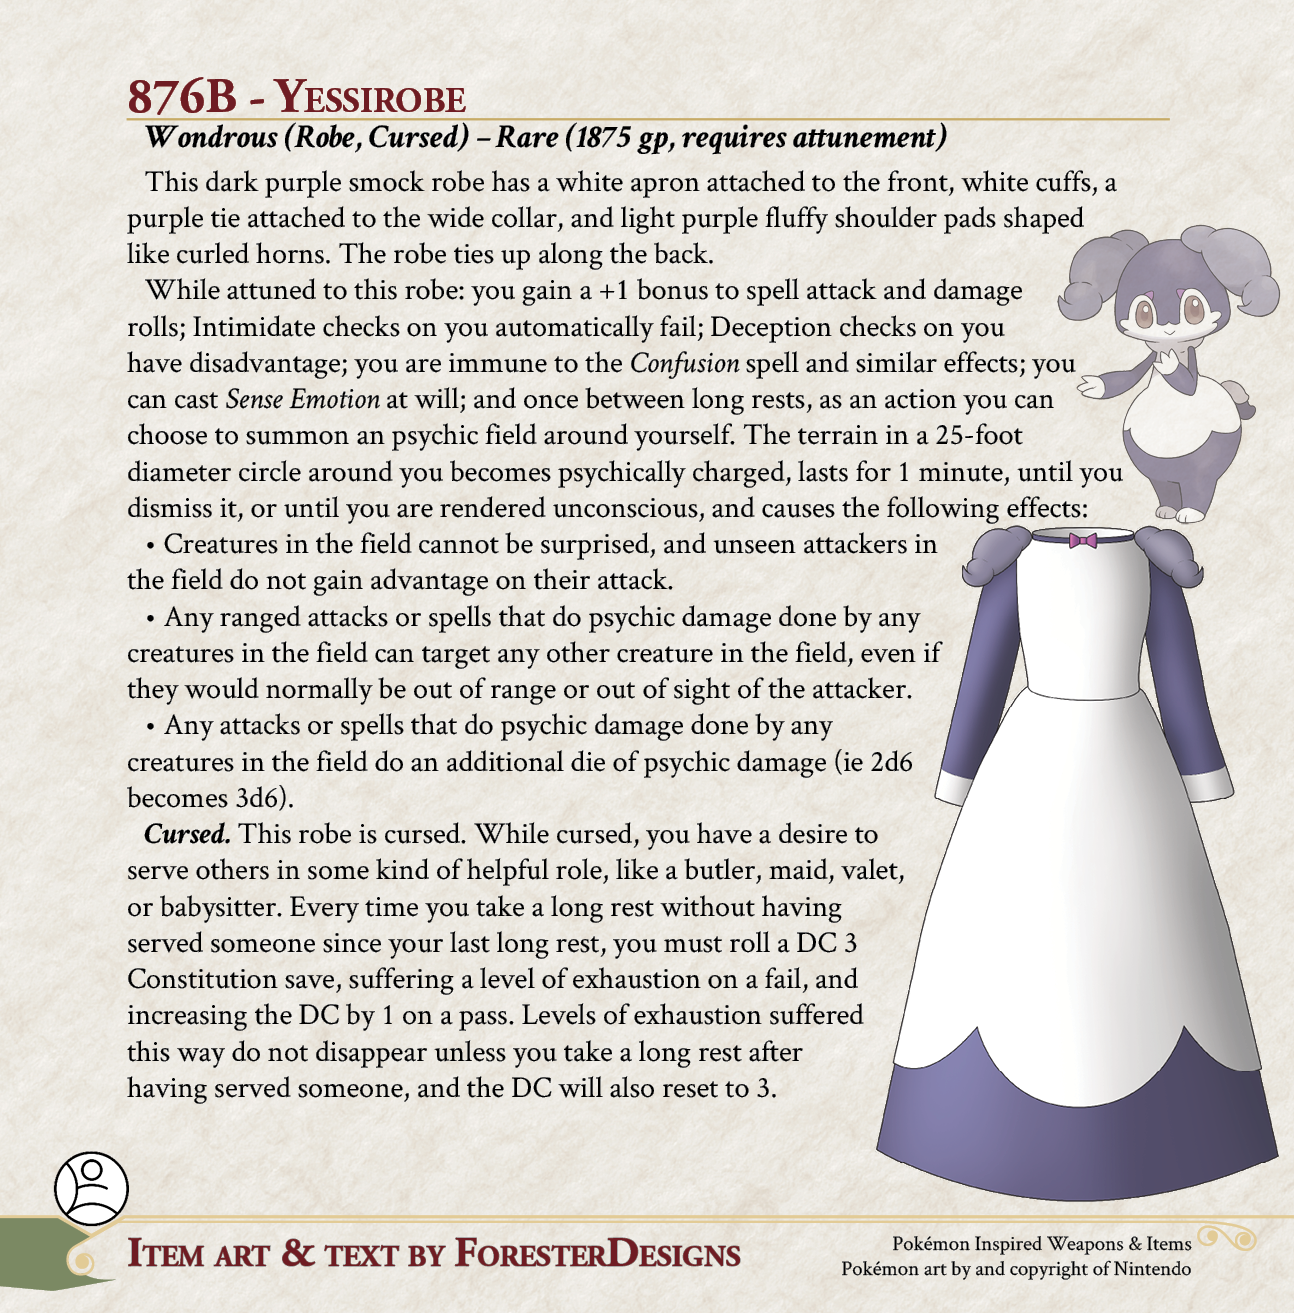 876B - Yessirobe
Wondrous (Robe, Cursed) – Rare (1875 gp, requires attunement)
This dark purple smock robe has a white apron attached to the front, white cuffs, a
purple tie attached to the wide collar, and light purple fluffy shoulder pads shaped
like curled horns. The robe ties up along the back.
While attuned to this robe: you gain a +1 bonus to spell attack and damage
rolls; Intimidate checks on you automatically fail; Deception checks on you
have disadvantage; you are immune to the Confusion spell and similar effects; you
can cast Sense Emotion at will; and once between long rests, as an action you can
choose to summon an psychic field around yourself. The terrain in a 25-foot
diameter circle around you becomes psychically charged, lasts for 1 minute, until you
dismiss it, or until you are rendered unconscious, and causes the following effects:
• Creatures in the field cannot be surprised, and unseen attackers in
the field do not gain advantage on their attack.
• Any ranged attacks or spells that do psychic damage done by any
creatures in the field can target any other creature in the field, even if
they would normally be out of range or out of sight of the attacker.
• Any attacks or spells that do psychic damage done by any
creatures in the field do an additional die of psychic damage (ie 2d6
becomes 3d6).
Cursed. This robe is cursed. While cursed, you have a desire to
serve others in some kind of helpful role, like a butler, maid, valet,
or babysitter. Every time you take a long rest without having
served someone since your last long rest, you must roll a DC 3
Constitution save, suffering a level of exhaustion on a fail, and
increasing the DC by 1 on a pass. Levels of exhaustion suffered
this way do not disappear unless you take a long rest after
having served someone, and the DC will also reset to 3.
Item art & text by ForesterDesigns
Pokémon Inspired Weapons & Items
Pokémon art by and copyright of Nintendo